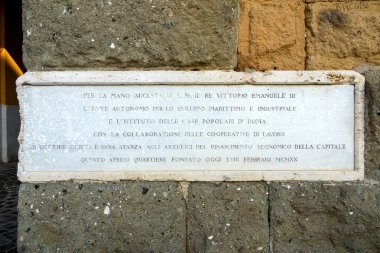 PER LA MANO AUGUSTA DI S. M. IL RE VITTORIO EMANUELE III
L'ENTE AUTONOMO PER LO SVILUPPO MARITTIMO E INDUSTRIALE
E L'ISTITUTO DELLE CASE POPOLARI DI ROMA
CON LA COLLABORAZIONE DELLE COOPERATIVE DI LAVORO
AD OFFRIRE QUIETA E SANA STANZA AGLI ARTEFICI DEL RINASCIMENTO ECONOMICO DELLA CAPITALE
QUESTO APRICO QUARTIERE FONDANO OGGI XVIII FEBBRAIO MCMXX